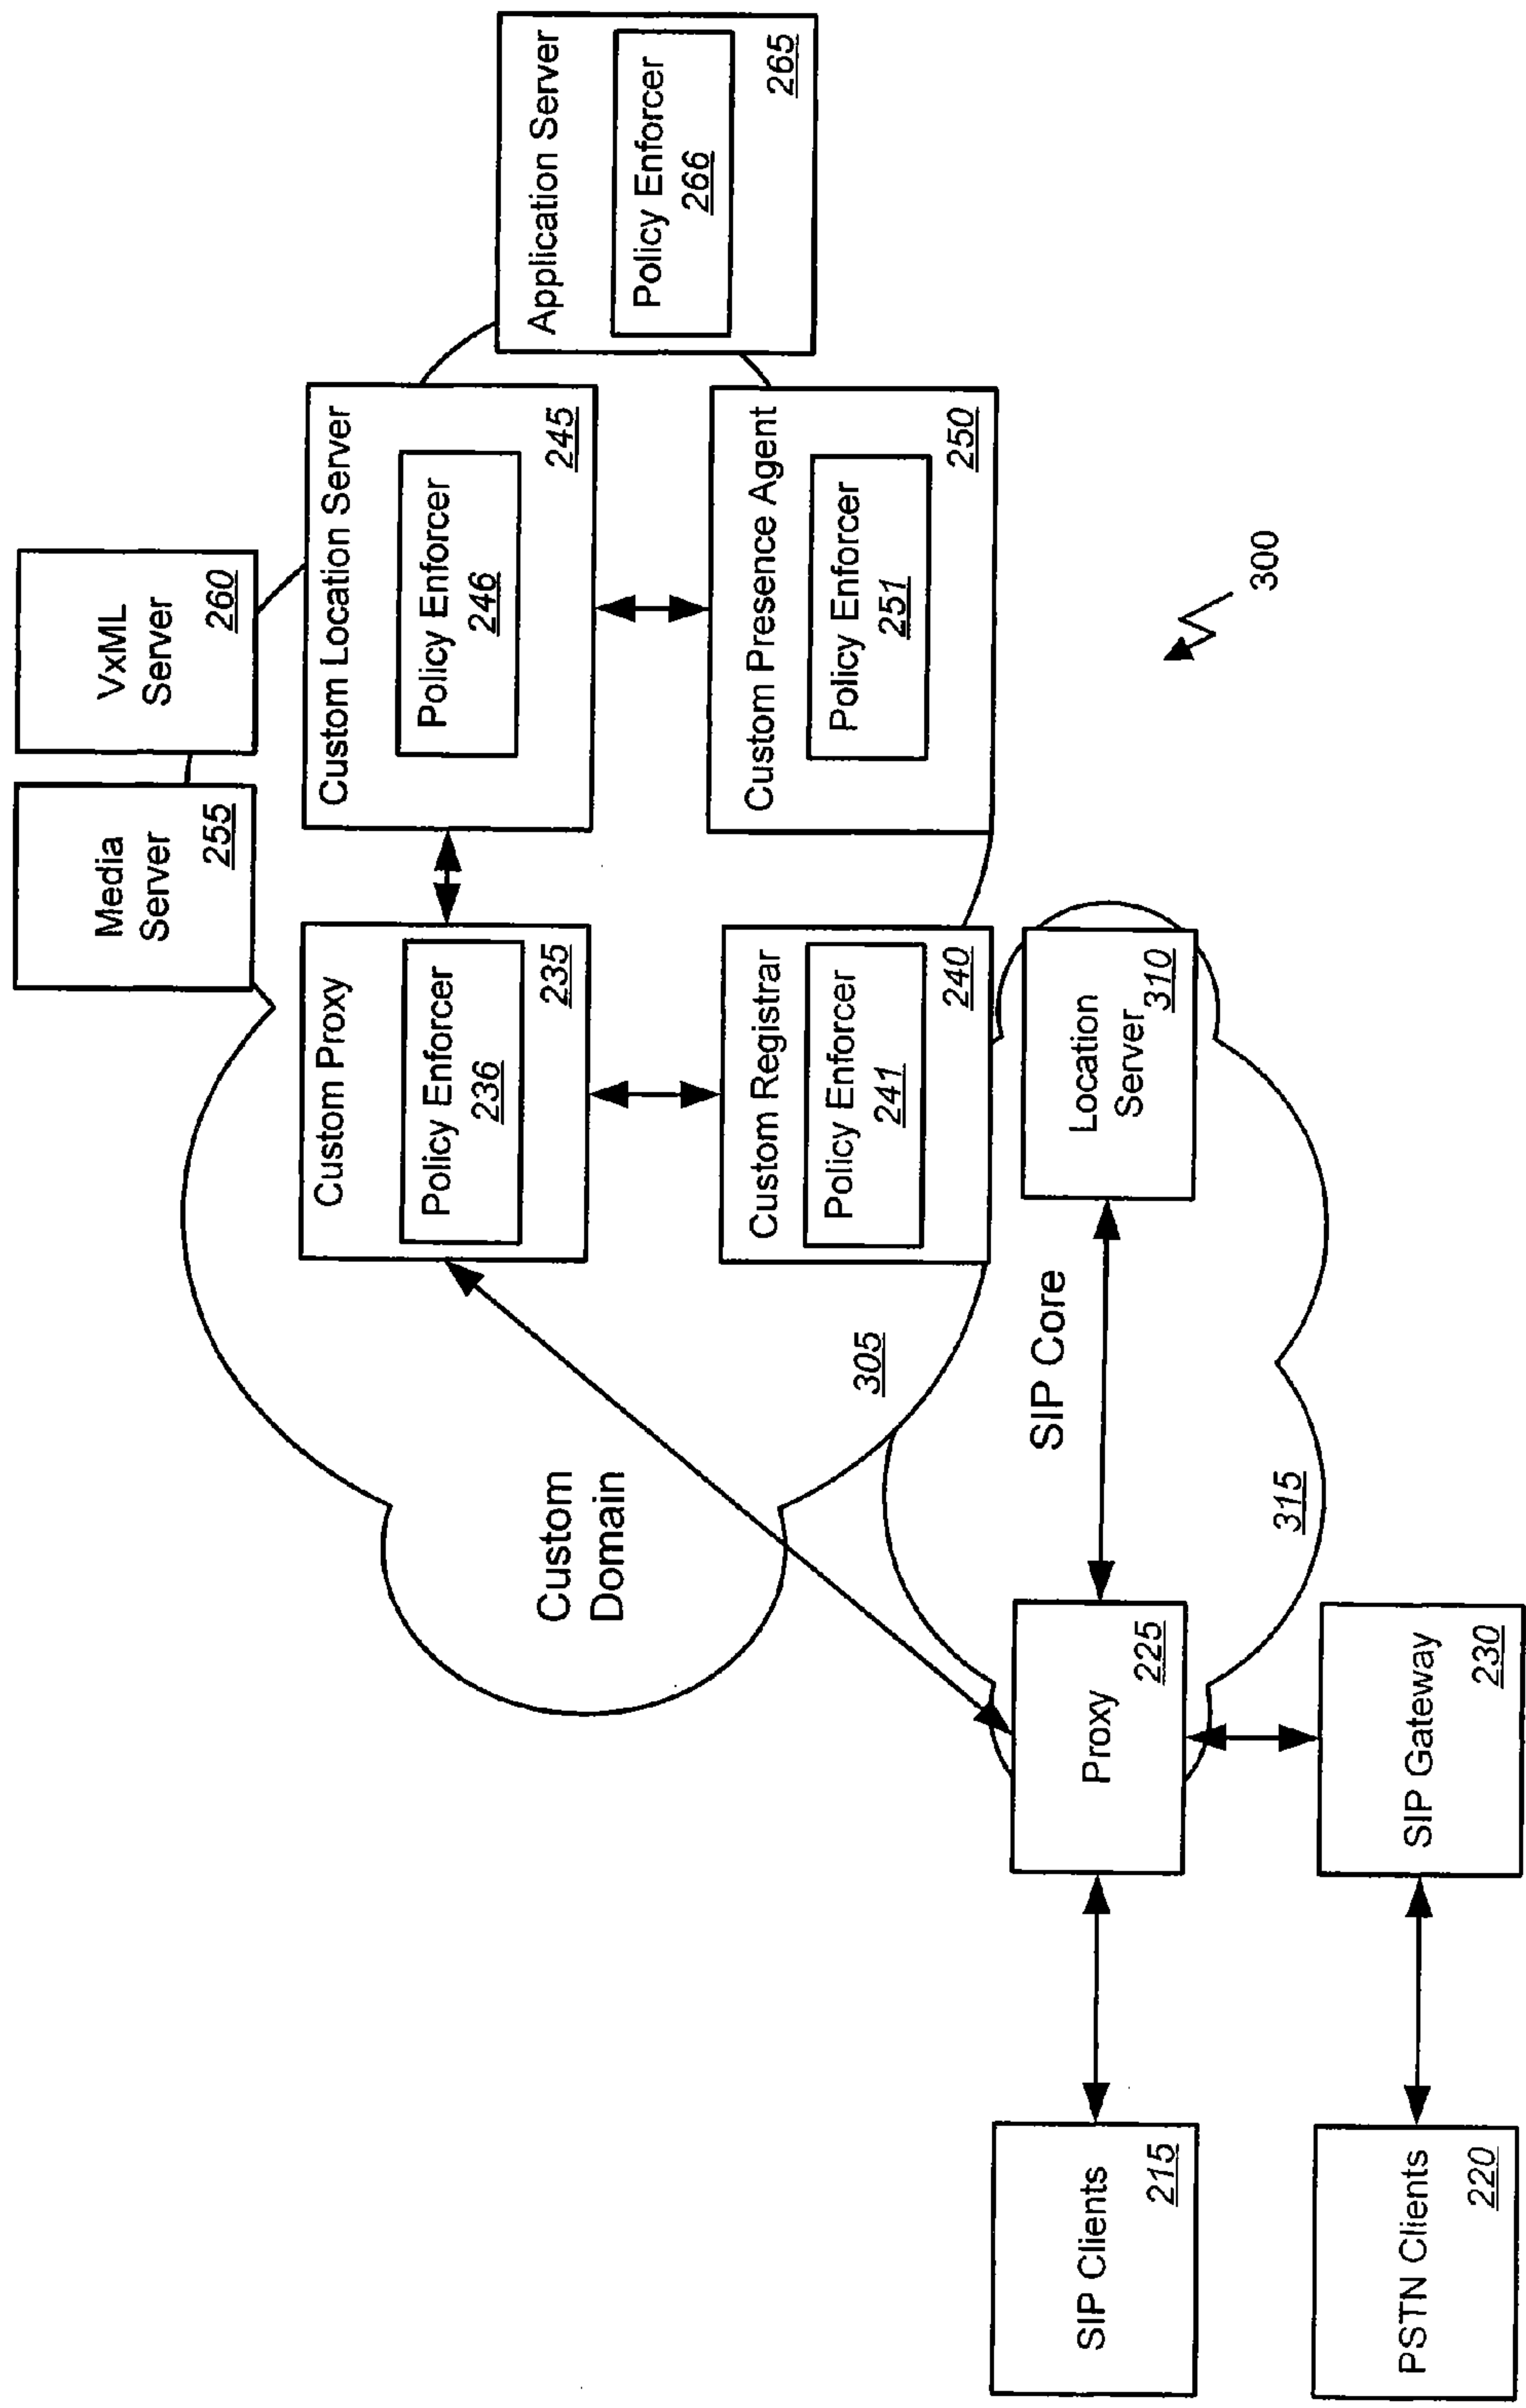 Media
Server
255
VxML
Server
260
Custom Proxy
Policy Enforcer
236
235
Custom Location Server
Policy Enforcer
246
245
Application Server
Policy Enforcer
266
265
Custom
Domain
305
Custom Registrar
Policy Enforcer
241
240
Custom Presence Agent
Policy Enforcer
251
250
SIP Clients
215
Proxy
225
SIP Core
315
Location
Server
310
PSTN Clients
220
SIP Gateway
230
300